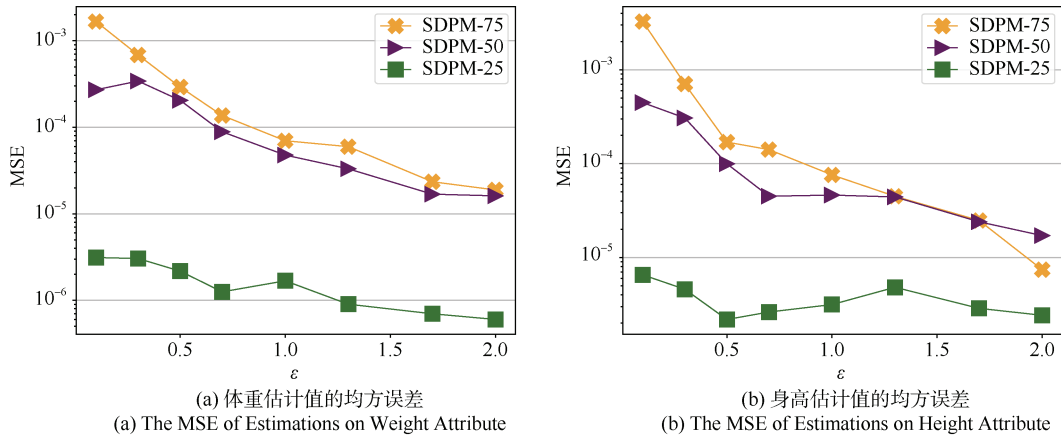 SDPM-75
SDPM-50
SDPM-25
10⁻³
10⁻⁴
10⁻⁵
10⁻⁶
MSE
0.5
1.0
1.5
2.0
ε
(a) 体重估计值的均方误差
(a) The MSE of Estimations on Weight Attribute
SDPM-75
SDPM-50
SDPM-25
10⁻³
10⁻⁴
10⁻⁵
MSE
0.5
1.0
1.5
2.0
ε
(b) 身高估计值的均方误差
(b) The MSE of Estimations on Height Attribute